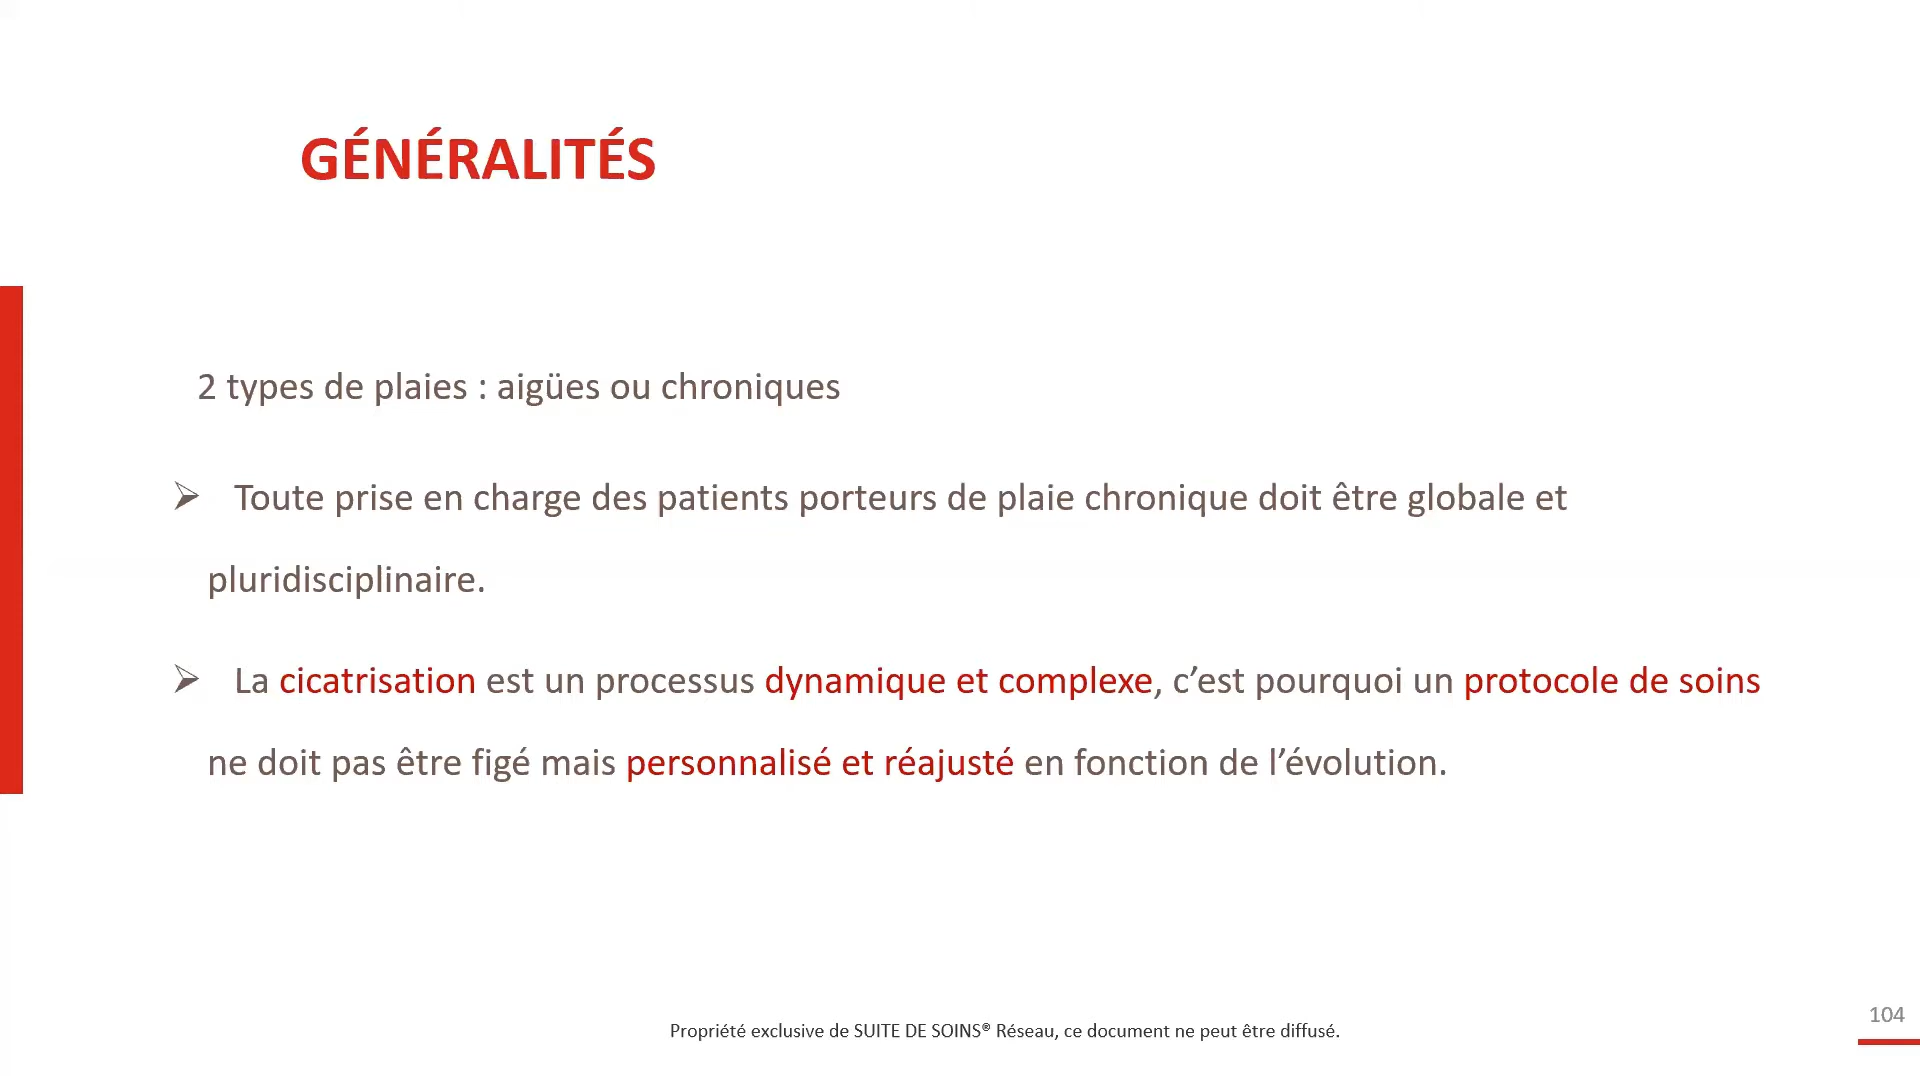 GÉNÉRALITÉS
2 types de plaies : aigües ou chroniques
➢ Toute prise en charge des patients porteurs de plaie chronique doit être globale et
pluridisciplinaire.
➢ La cicatrisation est un processus dynamique et complexe, c’est pourquoi un protocole de soins
ne doit pas être figé mais personnalisé et réajusté en fonction de l’évolution.
Propriété exclusive de SUITE DE SOINS® Réseau, ce document ne peut être diffusé.
104